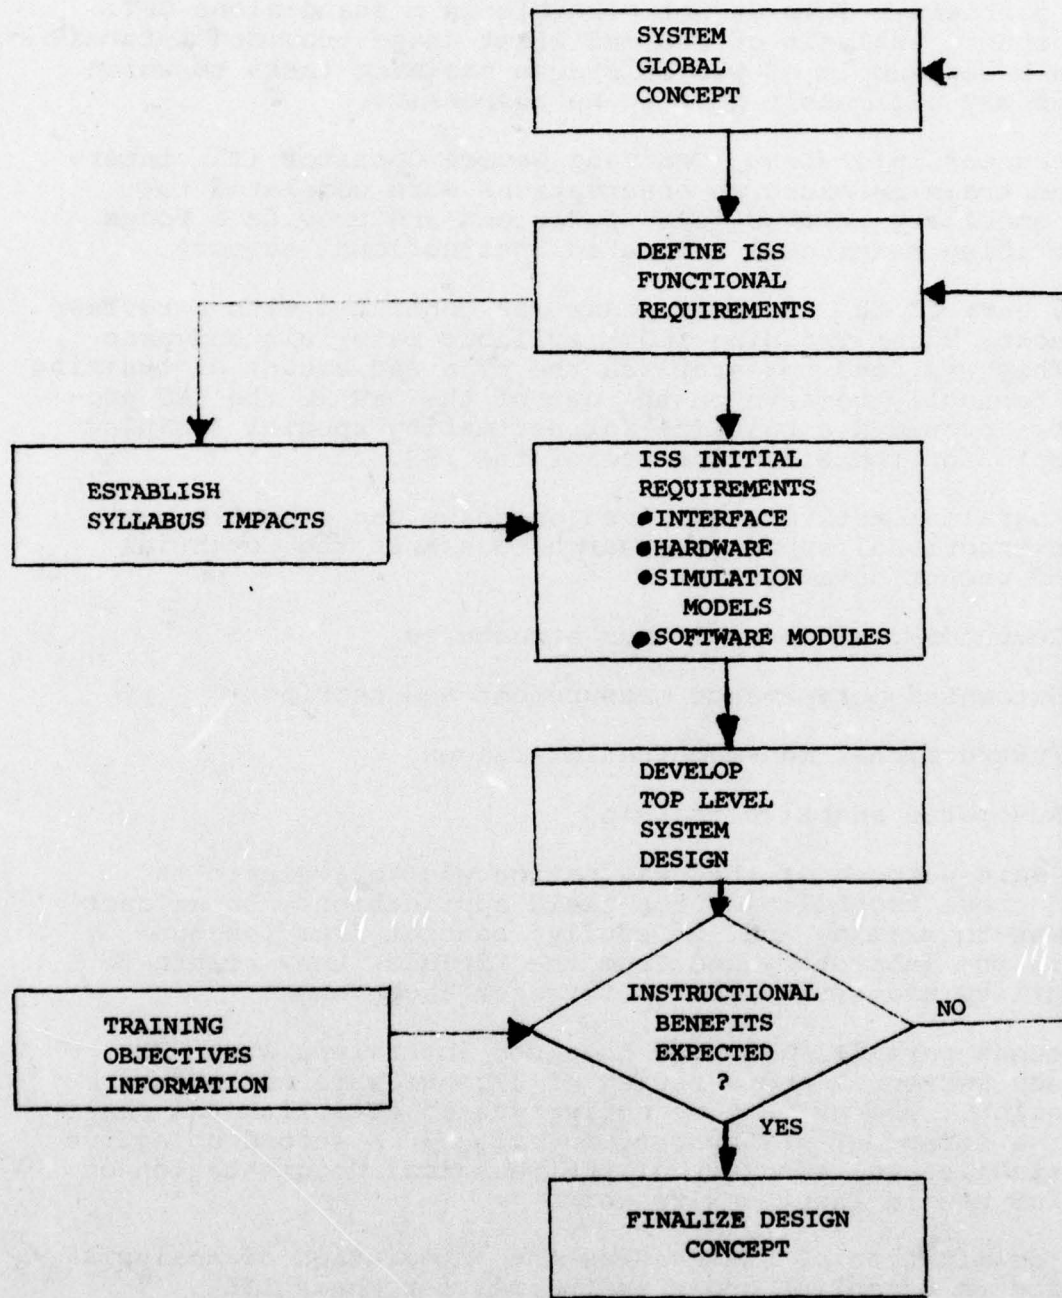 SYSTEM
GLOBAL
CONCEPT
DEFINE ISS
FUNCTIONAL
REQUIREMENTS
ESTABLISH
SYLLABUS IMPACTS
ISS INITIAL
REQUIREMENTS
●INTERFACE
●HARDWARE
●SIMULATION
MODELS
●SOFTWARE MODULES
DEVELOP
TOP LEVEL
SYSTEM
DESIGN
TRAINING
OBJECTIVES
INFORMATION
INSTRUCTIONAL
BENEFITS
EXPECTED
?
NO
YES
FINALIZE DESIGN
CONCEPT